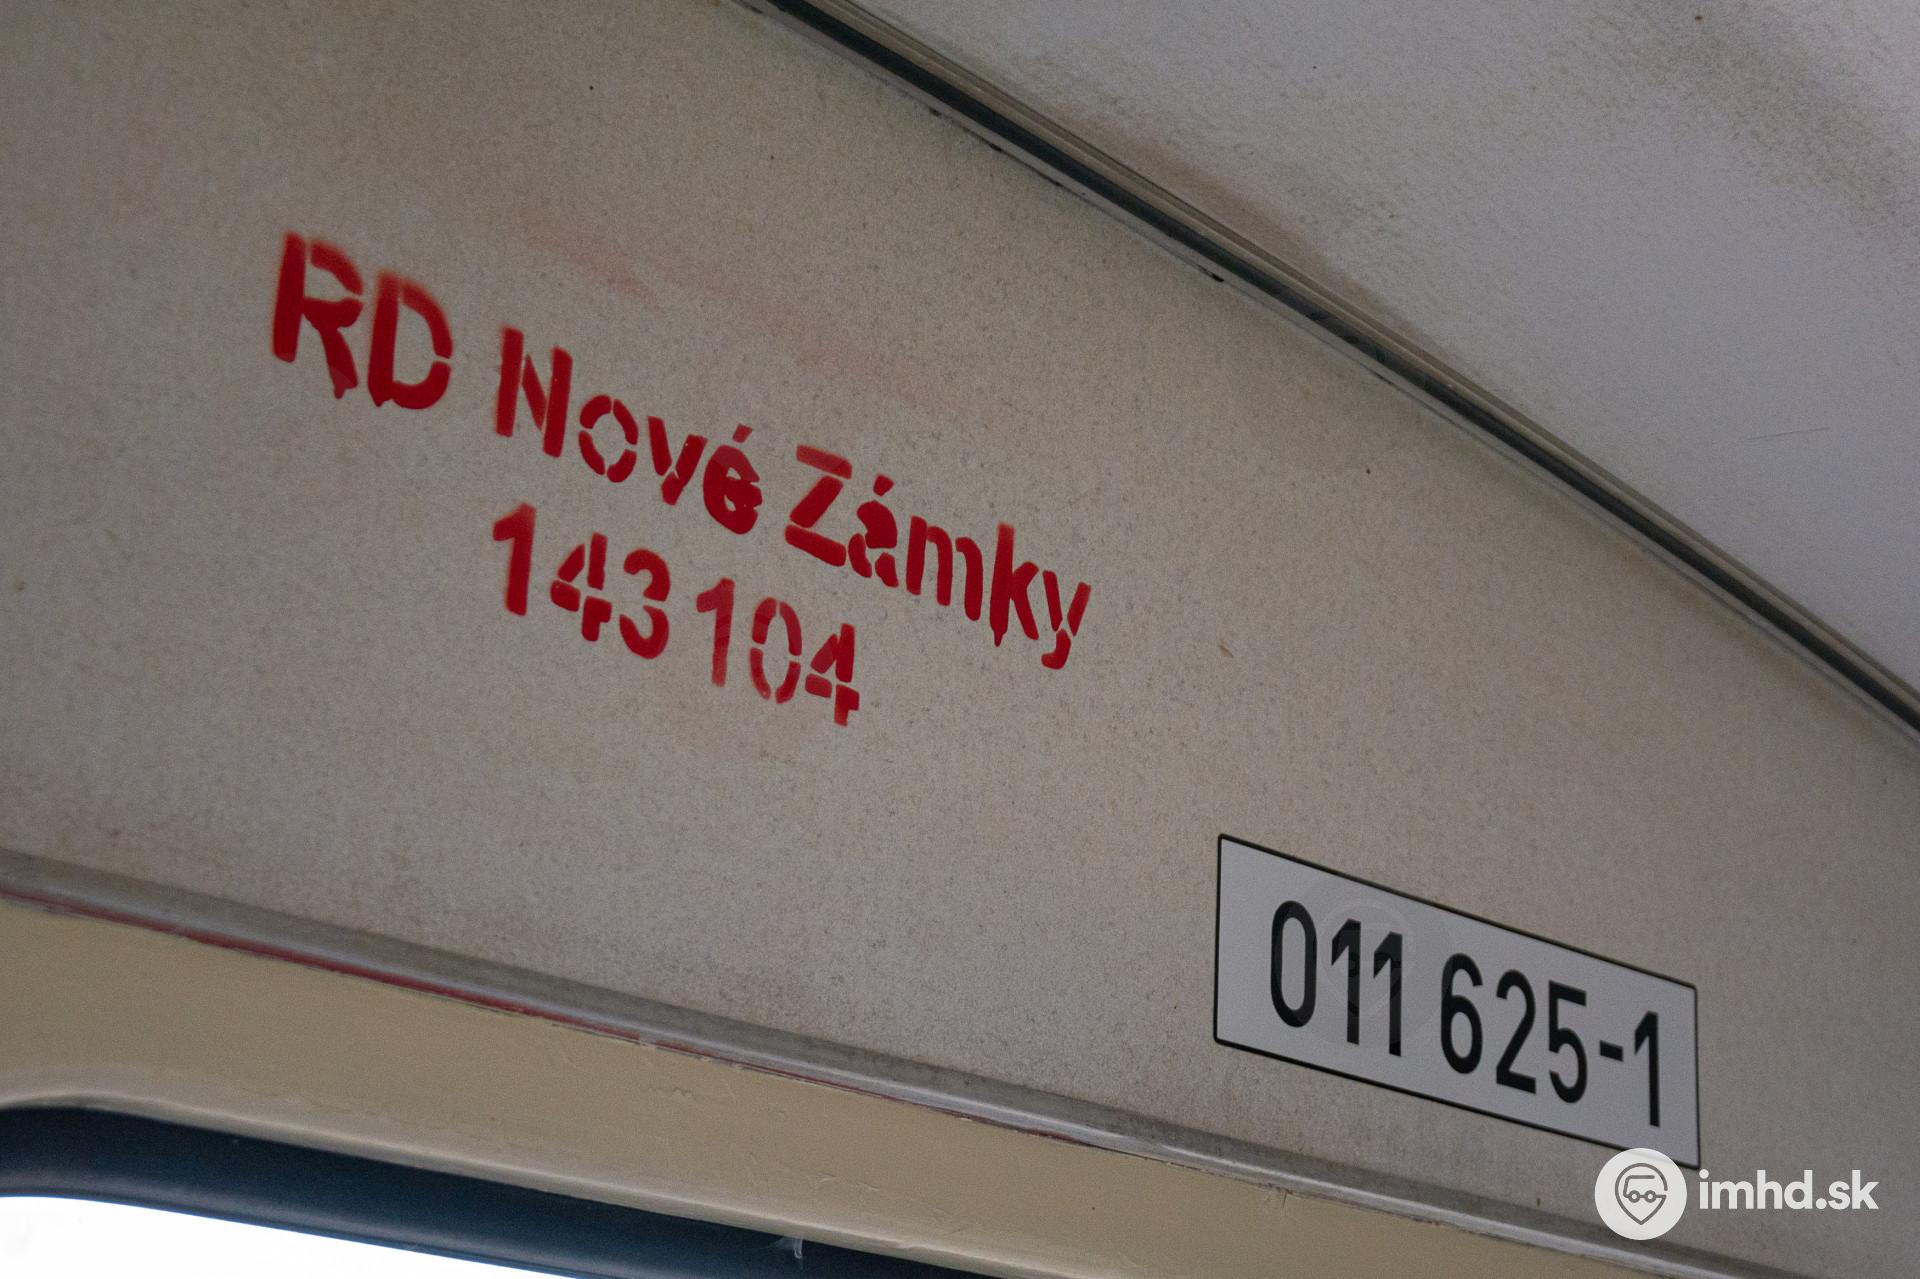 RD Nové Zámky
143 104
011 625-1
imhd.sk